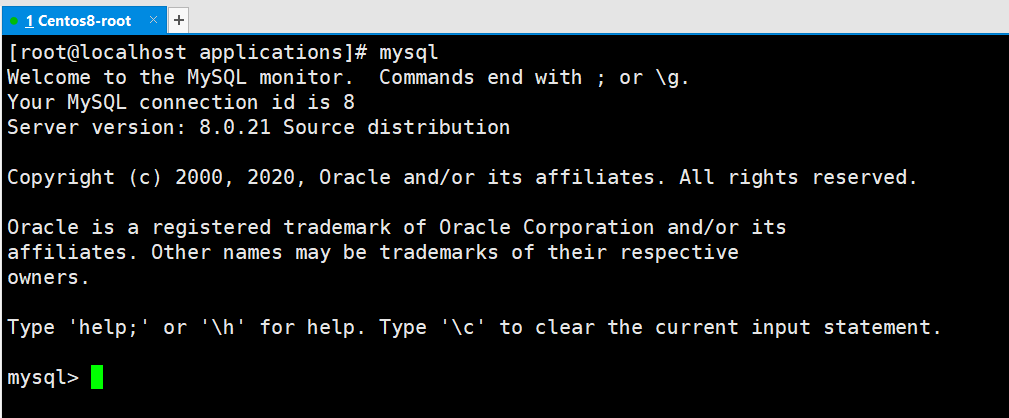 1 Centos8-root × +
[root@localhost applications]# mysql
Welcome to the MySQL monitor.  Commands end with ; or \g.
Your MySQL connection id is 8
Server version: 8.0.21 Source distribution
Copyright (c) 2000, 2020, Oracle and/or its affiliates. All rights reserved.
Oracle is a registered trademark of Oracle Corporation and/or its
affiliates. Other names may be trademarks of their respective
owners.
Type 'help;' or '\h' for help. Type '\c' to clear the current input statement.
mysql>